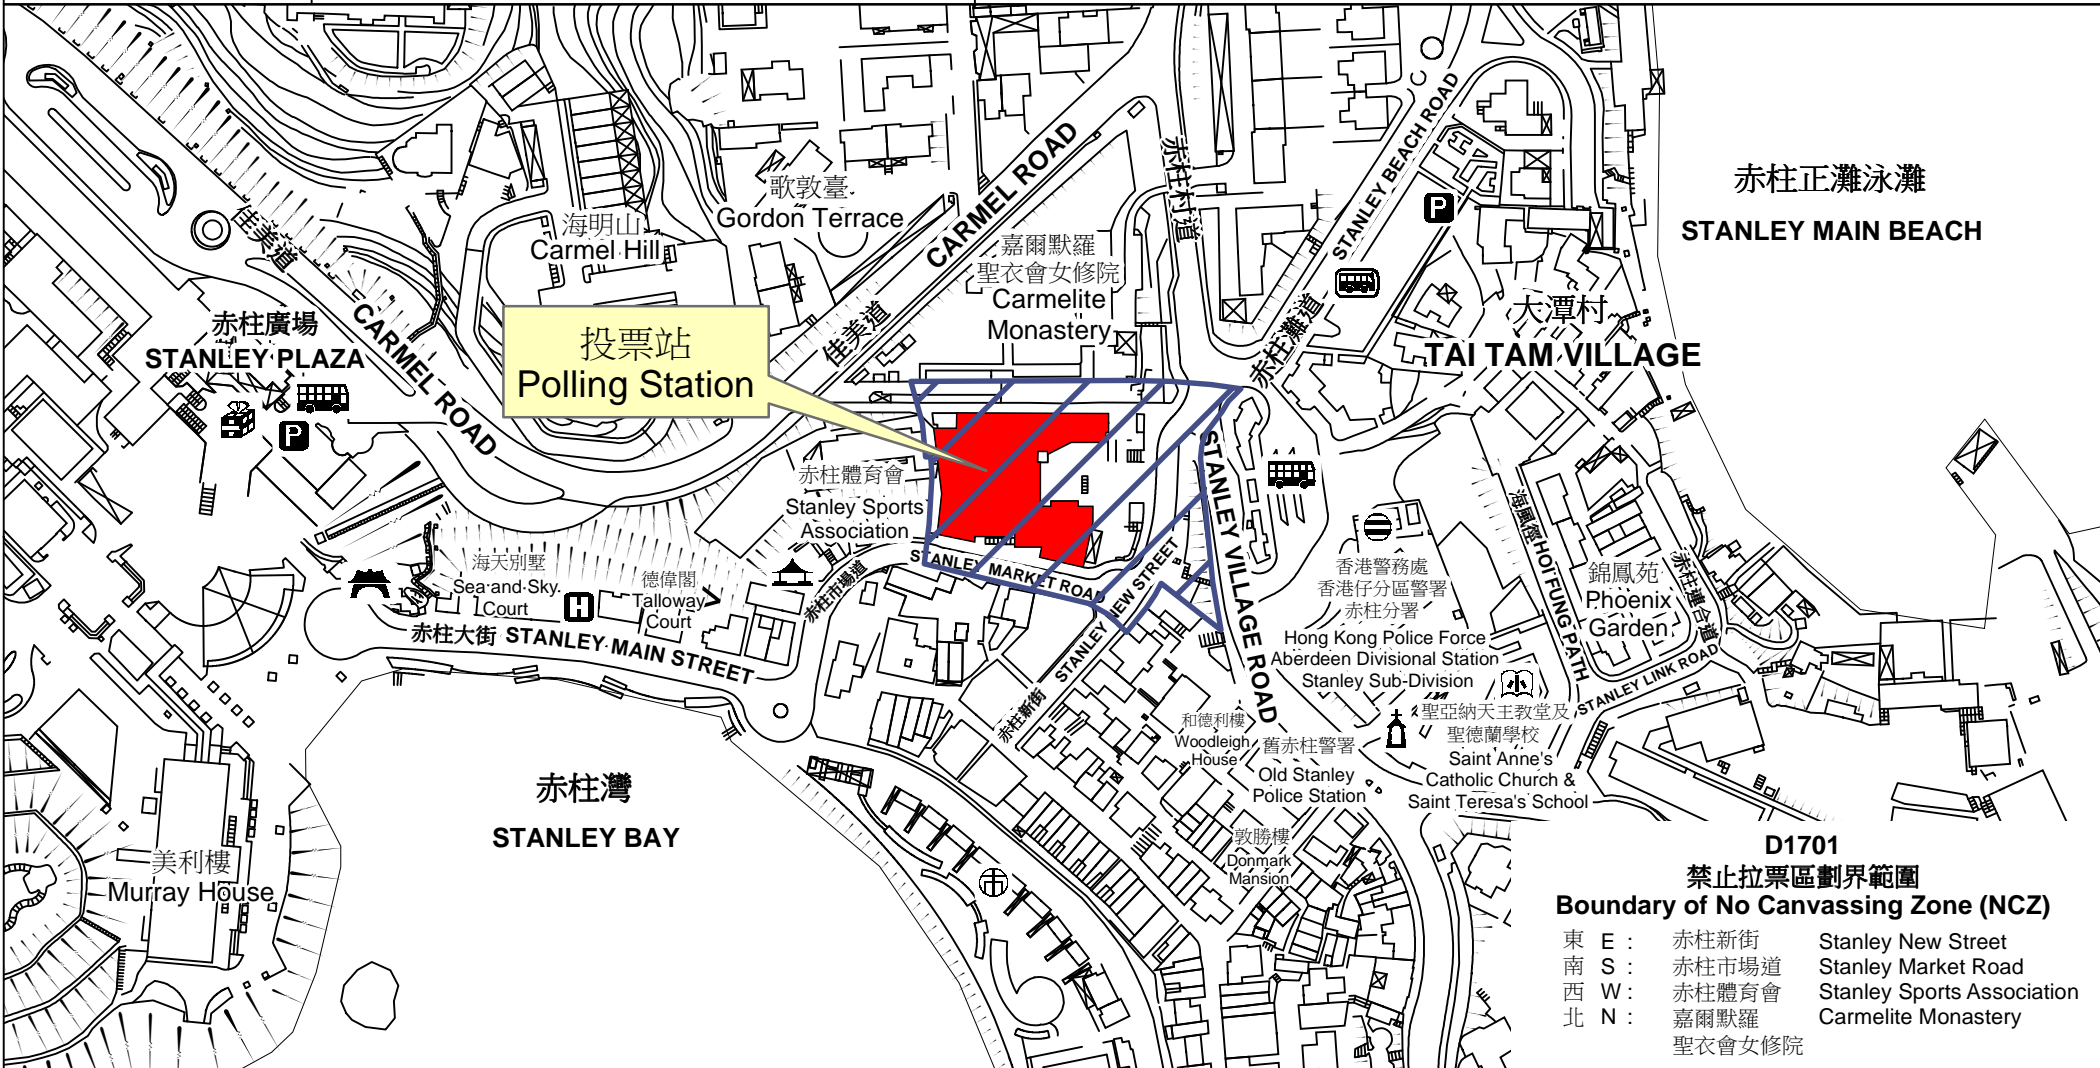 歌敦臺
Gordon Terrace
海明山
Carmel Hill
佳美道
CARMEL ROAD
佳美道
CARMEL ROAD
嘉爾默羅
聖衣會女修院
Carmelite
Monastery
赤柱村道
STANLEY BEACH ROAD
赤柱灘道
P
赤柱正灘泳灘
STANLEY MAIN BEACH
大潭村
TAI TAM VILLAGE
赤柱廣場
STANLEY PLAZA
P
投票站
Polling Station
赤柱體育會
Stanley Sports
Association
STANLEY MARKET ROAD
赤柱市場道
STANLEY NEW STREET
赤柱新街
STANLEY VILLAGE ROAD
海天別墅
Sea and Sky
Court
H
德偉閣
Talloway
Court
赤柱大街 STANLEY MAIN STREET
香港警務處
香港仔分區警署
赤柱分署
Hong Kong Police Force
Aberdeen Divisional Station
Stanley Sub-Division
海風徑 HOI FUNG PATH
錦鳳苑
Phoenix
Garden
赤柱連合道
STANLEY LINK ROAD
小
聖亞納天主教堂及
聖德蘭學校
Saint Anne's
Catholic Church &
Saint Teresa's School
和德利樓
Woodleigh
House
舊赤柱警署
Old Stanley
Police Station
敦勝樓
Donmark
Mansion
市
赤柱灣
STANLEY BAY
美利樓
Murray House
D1701
禁止拉票區劃界範圍
Boundary of No Canvassing Zone (NCZ)
東 E : 赤柱新街 Stanley New Street
南 S : 赤柱市場道 Stanley Market Road
西 W : 赤柱體育會 Stanley Sports Association
北 N : 嘉爾默羅 Carmelite Monastery
聖衣會女修院